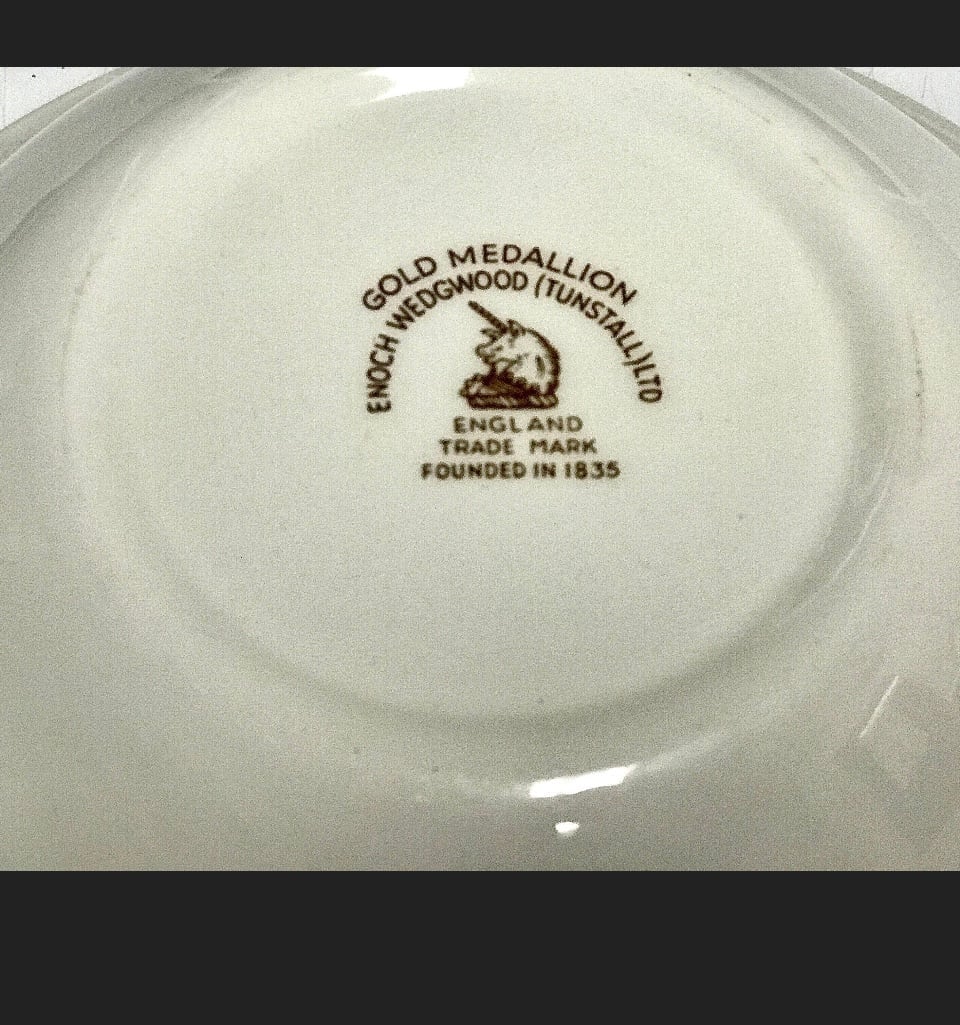 GOLD MEDALLION
ENOCH WEDGWOOD (TUNSTALL) LTD
ENGLAND
TRADE MARK
FOUNDED IN 1835